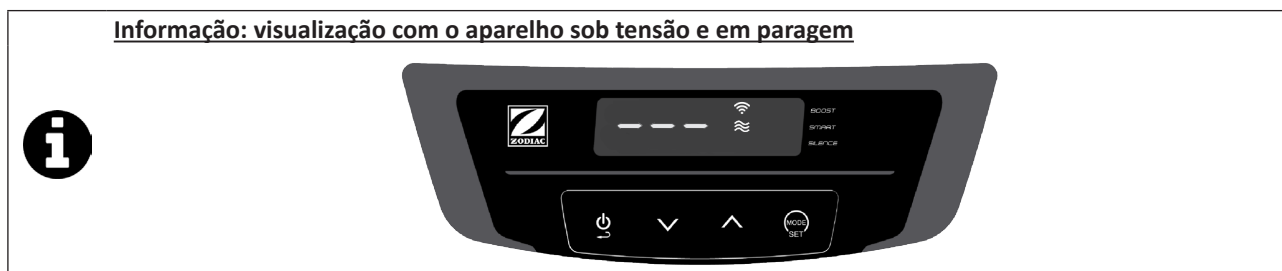 Informação: visualização com o aparelho sob tensão e em paragem
ZODIAC
---
BOOST
SMART
SILENCE
MODE
SET